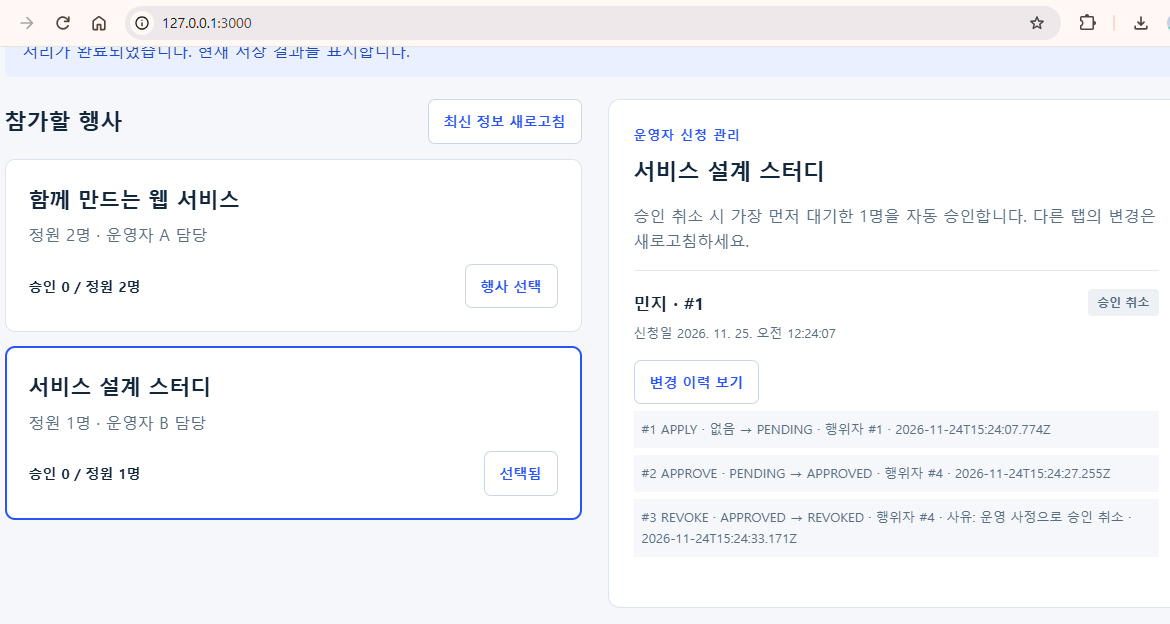 127.0.0.1:3000
처리가 완료되었습니다. 현재 저장 결과를 표시합니다.
참가할 행사
최신 정보 새로고침
함께 만드는 웹 서비스
정원 2명 · 운영자 A 담당
승인 0 / 정원 2명
행사 선택
서비스 설계 스터디
정원 1명 · 운영자 B 담당
승인 0 / 정원 1명
선택됨
운영자 신청 관리
서비스 설계 스터디
승인 취소 시 가장 먼저 대기한 1명을 자동 승인합니다. 다른 탭의 변경은
새로고침하세요.
민지 · #1
승인 취소
신청일 2026. 11. 25. 오전 12:24:07
변경 이력 보기
#1 APPLY · 없음 → PENDING · 행위자 #1 · 2026-11-24T15:24:07.774Z
#2 APPROVE · PENDING → APPROVED · 행위자 #4 · 2026-11-24T15:24:27.255Z
#3 REVOKE · APPROVED → REVOKED · 행위자 #4 · 사유: 운영 사정으로 승인 취소 ·
2026-11-24T15:24:33.171Z